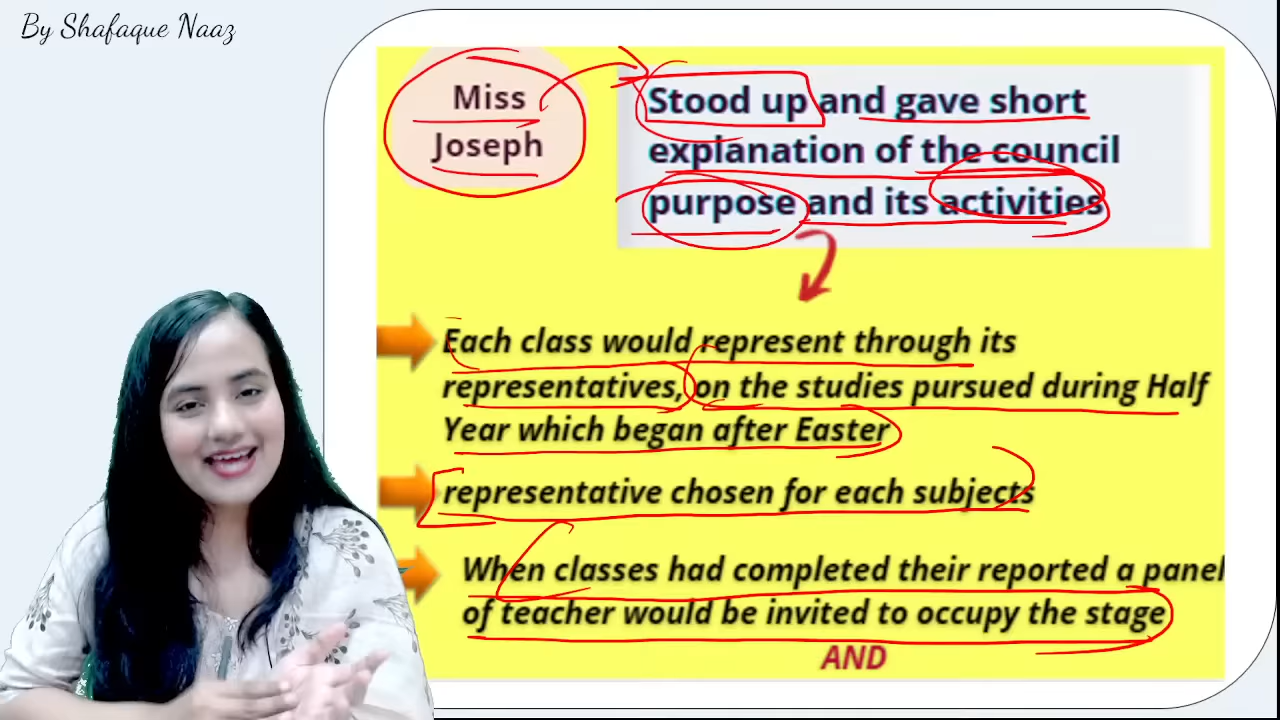 By Shafaque Naaz
Miss
Joseph
Stood up and gave short
explanation of the council
purpose and its activities
Each class would represent through its
representatives, on the studies pursued during Half
Year which began after Easter
representative chosen for each subjects
When classes had completed their reported a panel
of teacher would be invited to occupy the stage
AND